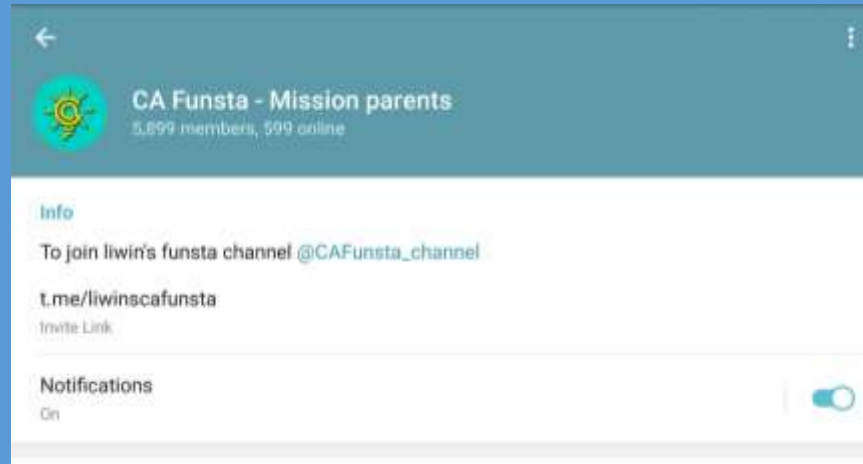 CA Funsta - Mission parents
5,899 members, 599 online
Info
To join liwin's funsta channel @CAFunsta_channel
t.me/liwinscafunsta
Invite Link
Notifications
On